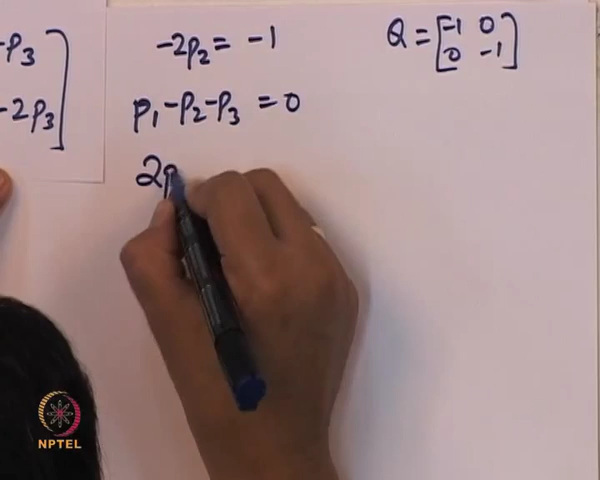 -p₃
-2p₃
-2p₂ = -1
p₁-p₂-p₃ = 0
2p
Q = [-1 0
0 -1]
NPTEL